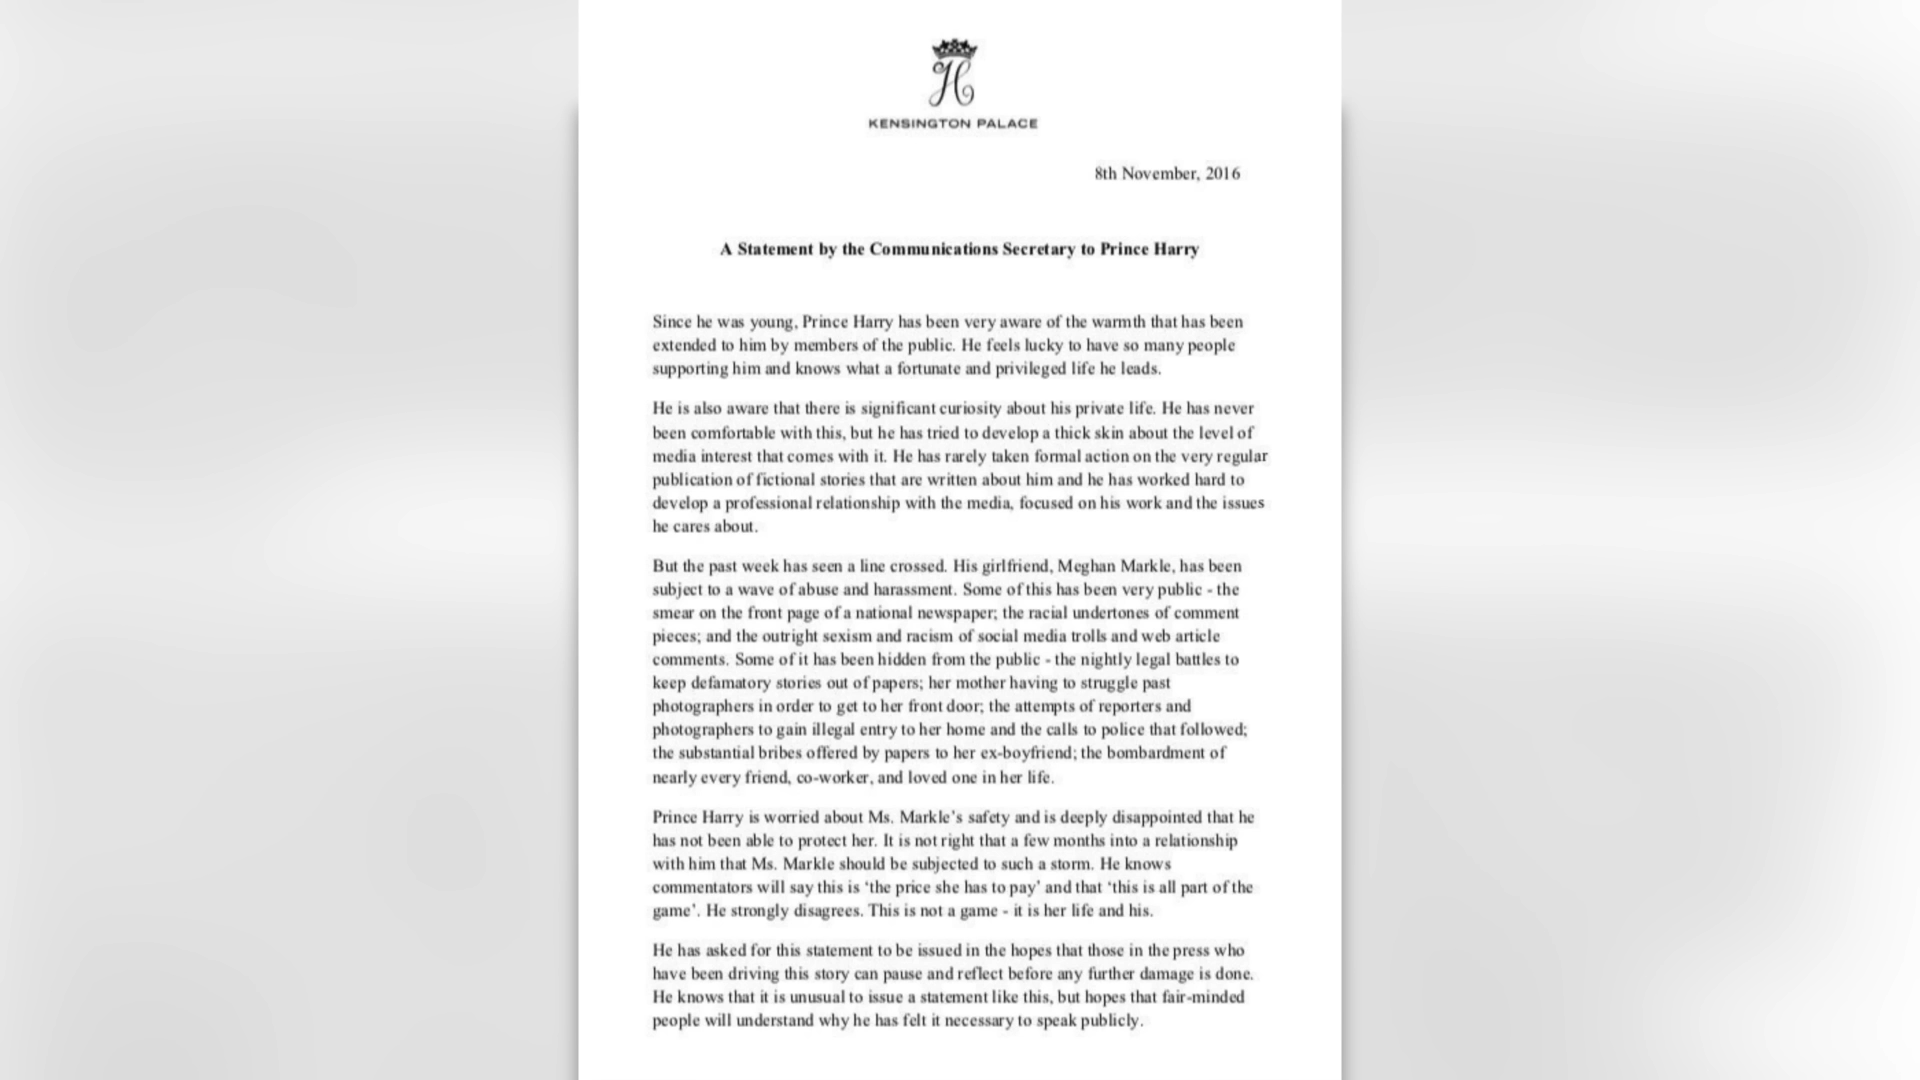 H
KENSINGTON PALACE
8th November, 2016
A Statement by the Communications Secretary to Prince Harry
Since he was young, Prince Harry has been very aware of the warmth that has been
extended to him by members of the public. He feels lucky to have so many people
supporting him and knows what a fortunate and privileged life he leads.
He is also aware that there is significant curiosity about his private life. He has never
been comfortable with this, but he has tried to develop a thick skin about the level of
media interest that comes with it. He has rarely taken formal action on the very regular
publication of fictional stories that are written about him and he has worked hard to
develop a professional relationship with the media, focused on his work and the issues
he cares about.
But the past week has seen a line crossed. His girlfriend, Meghan Markle, has been
subject to a wave of abuse and harassment. Some of this has been very public - the
smear on the front page of a national newspaper; the racial undertones of comment
pieces; and the outright sexism and racism of social media trolls and web article
comments. Some of it has been hidden from the public - the nightly legal battles to
keep defamatory stories out of papers; her mother having to struggle past
photographers in order to get to her front door; the attempts of reporters and
photographers to gain illegal entry to her home and the calls to police that followed;
the substantial bribes offered by papers to her ex-boyfriend; the bombardment of
nearly every friend, co-worker, and loved one in her life.
Prince Harry is worried about Ms. Markle's safety and is deeply disappointed that he
has not been able to protect her. It is not right that a few months into a relationship
with him that Ms. Markle should be subjected to such a storm. He knows
commentators will say this is 'the price she has to pay' and that 'this is all part of the
game'. He strongly disagrees. This is not a game - it is her life and his.
He has asked for this statement to be issued in the hopes that those in the press who
have been driving this story can pause and reflect before any further damage is done.
He knows that it is unusual to issue a statement like this, but hopes that fair-minded
people will understand why he has felt it necessary to speak publicly.